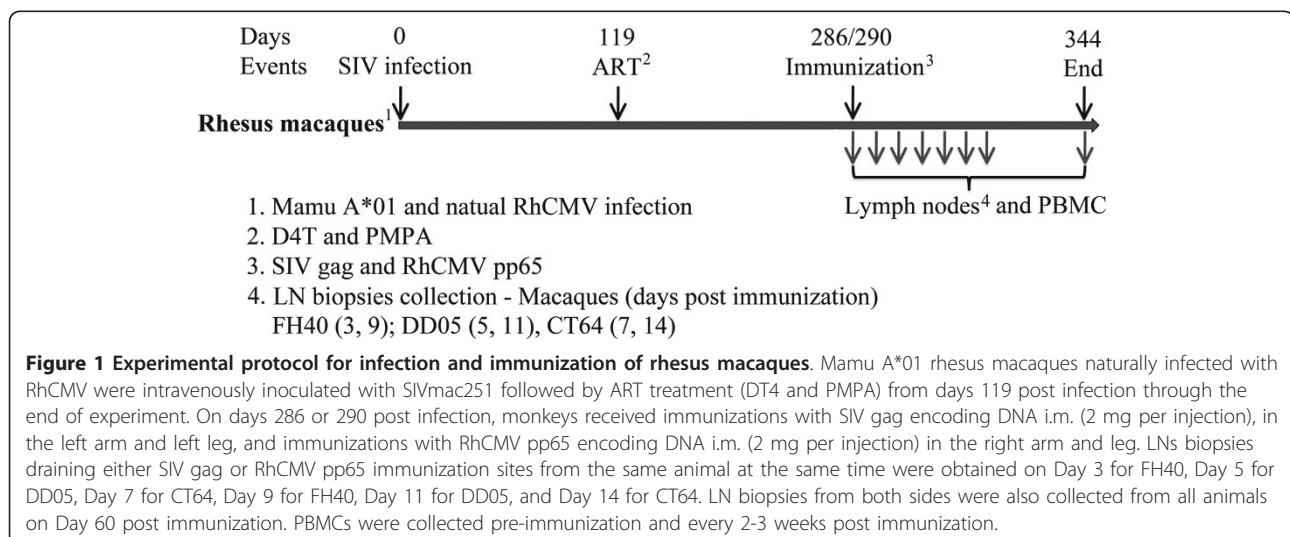 Days 0 119 286/290 344
Events SIV infection ART2 Immunization3 End
Rhesus macaques1
Lymph nodes4 and PBMC
1. Mamu A*01 and natual RhCMV infection
2. D4T and PMPA
3. SIV gag and RhCMV pp65
4. LN biopsies collection - Macaques (days post immunization)
FH40 (3, 9); DD05 (5, 11), CT64 (7, 14)
Figure 1 Experimental protocol for infection and immunization of rhesus macaques. Mamu A*01 rhesus macaques naturally infected with
RhCMV were intravenously inoculated with SIVmac251 followed by ART treatment (DT4 and PMPA) from days 119 post infection through the
end of experiment. On days 286 or 290 post infection, monkeys received immunizations with SIV gag encoding DNA i.m. (2 mg per injection), in
the left arm and left leg, and immunizations with RhCMV pp65 encoding DNA i.m. (2 mg per injection) in the right arm and leg. LNs biopsies
draining either SIV gag or RhCMV pp65 immunization sites from the same animal at the same time were obtained on Day 3 for FH40, Day 5 for
DD05, Day 7 for CT64, Day 9 for FH40, Day 11 for DD05, and Day 14 for CT64. LN biopsies from both sides were also collected from all animals
on Day 60 post immunization. PBMCs were collected pre-immunization and every 2-3 weeks post immunization.